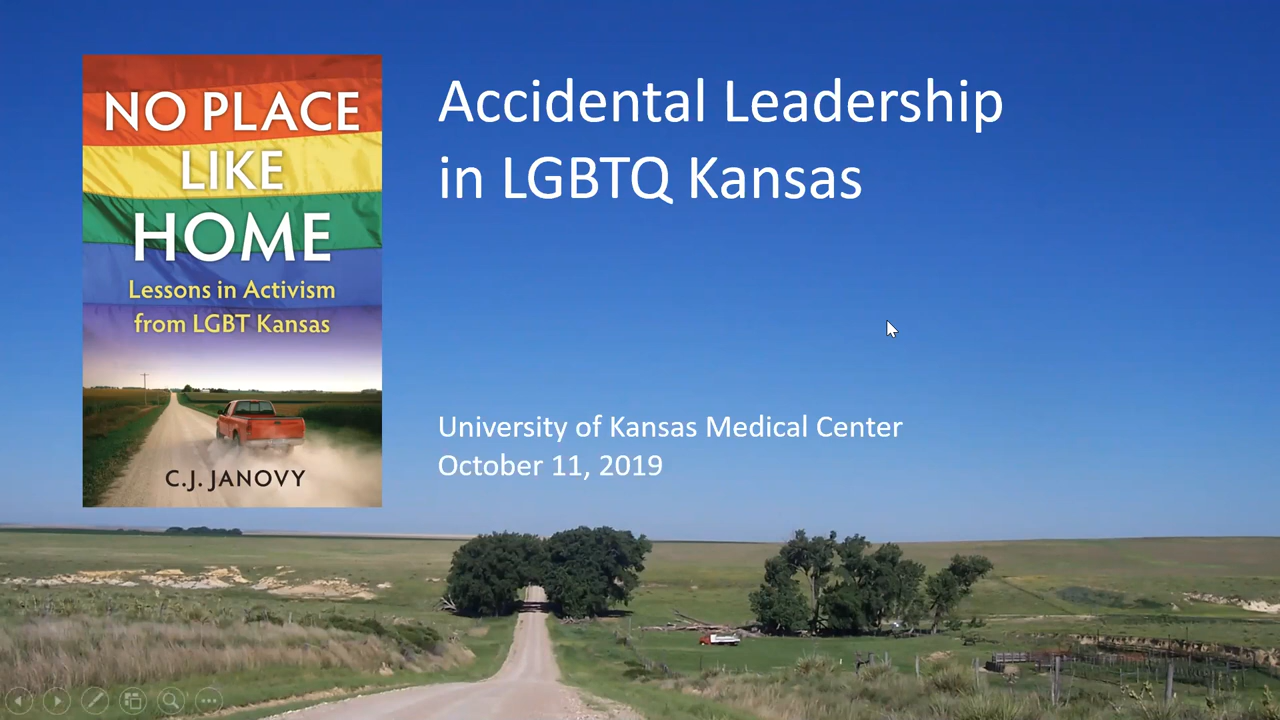 NO PLACE
LIKE
HOME
Lessons in Activism
from LGBT Kansas
C.J. JANOVY
Accidental Leadership
in LGBTQ Kansas
University of Kansas Medical Center
October 11, 2019